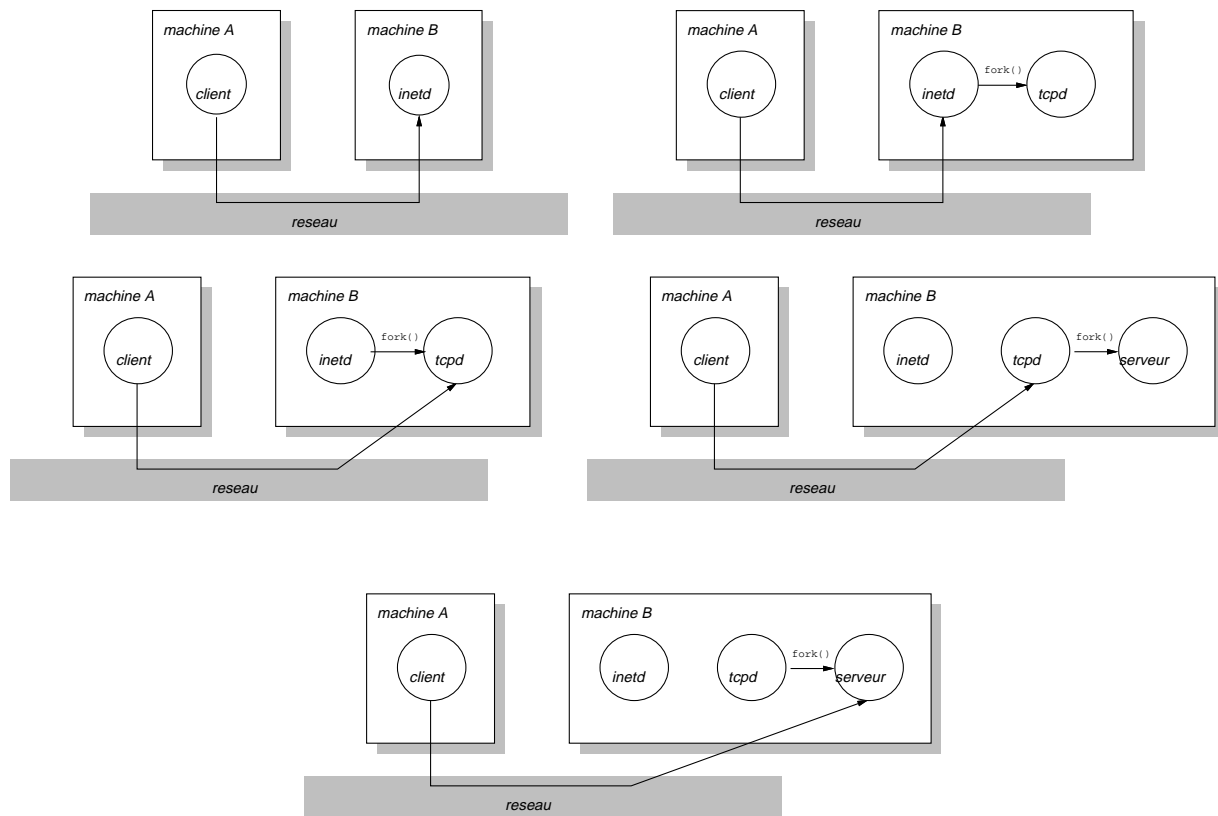 machine A
client
machine B
inetd
reseau
machine A
client
machine B
inetd
fork()
tcpd
reseau
machine A
client
machine B
inetd
fork()
tcpd
reseau
machine A
client
machine B
inetd
tcpd
fork()
serveur
reseau
machine A
client
machine B
inetd
tcpd
fork()
serveur
reseau